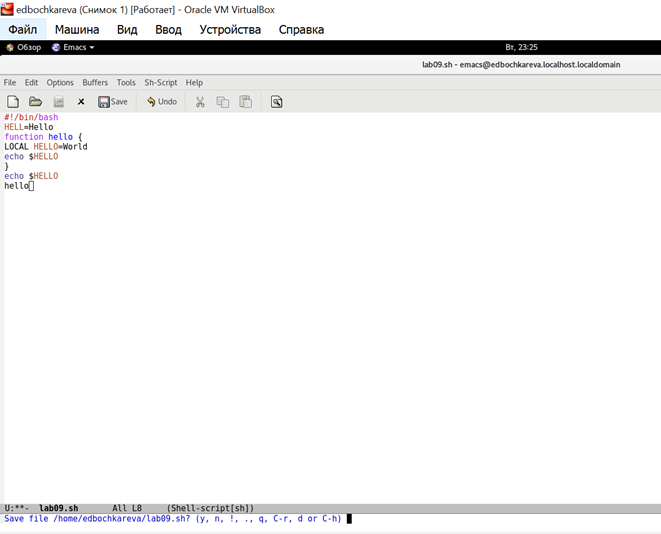 edbochkareva (Снимок 1) [Работает] - Oracle VM VirtualBox
Файл Машина Вид Ввод Устройства Справка
Обзор Emacs Вт, 23:25
lab09.sh - emacs@edbochkareva.localhost.localdomain
File Edit Options Buffers Tools Sh-Script Help
Save Undo
#!/bin/bash
HELL=Hello
function hello {
LOCAL HELLO=World
echo $HELLO
}
echo $HELLO
hello
U:**- lab09.sh All L8 (Shell-script[sh])
Save file /home/edbochkareva/lab09.sh? (y, n, !, ., q, C-r, d or C-h)